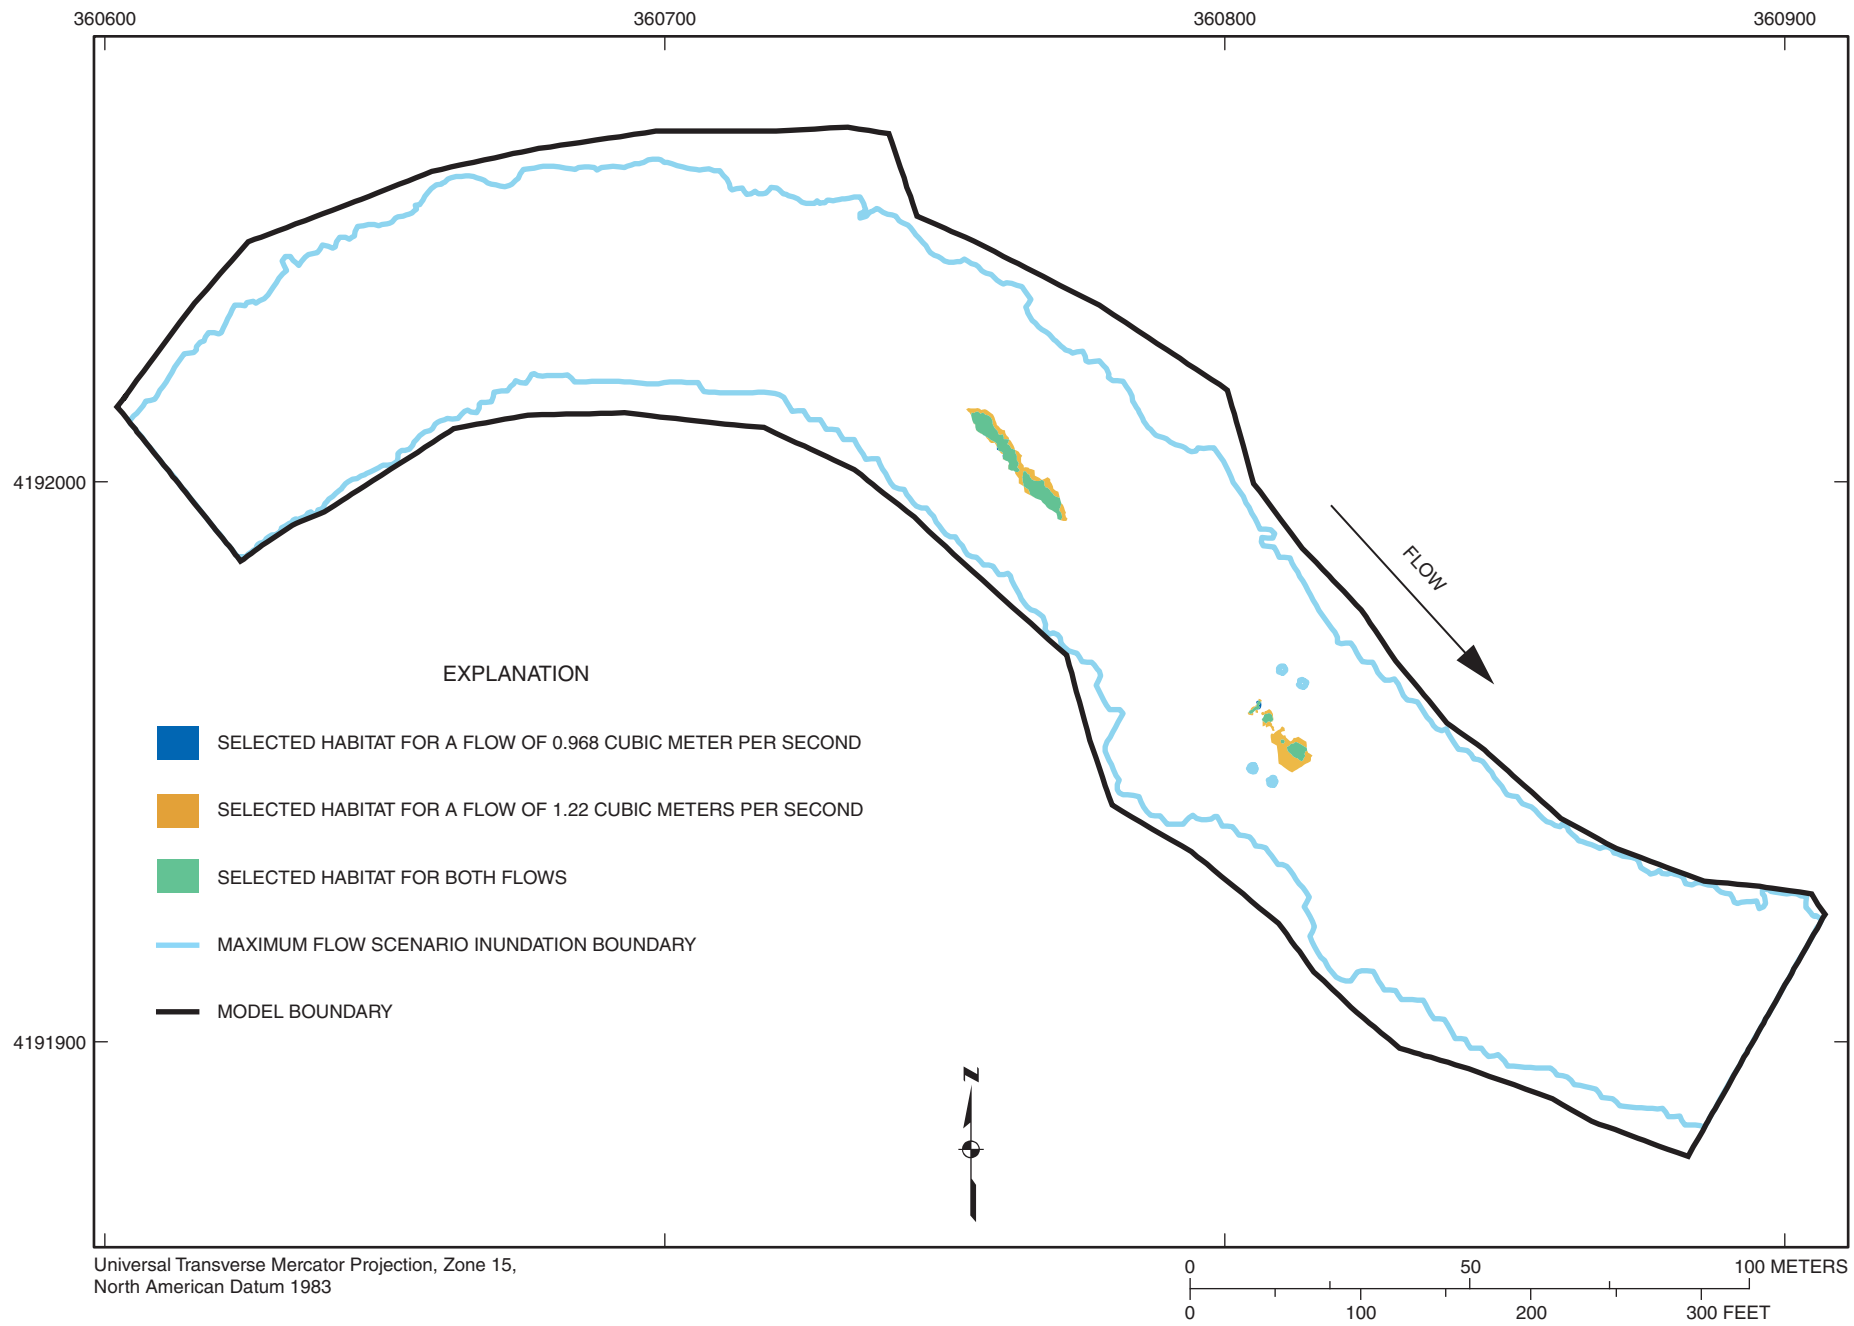 360600 360700 360800 360900
4192000
FLOW
EXPLANATION
SELECTED HABITAT FOR A FLOW OF 0.968 CUBIC METER PER SECOND
SELECTED HABITAT FOR A FLOW OF 1.22 CUBIC METERS PER SECOND
SELECTED HABITAT FOR BOTH FLOWS
MAXIMUM FLOW SCENARIO INUNDATION BOUNDARY
MODEL BOUNDARY
4191900
N
Universal Transverse Mercator Projection, Zone 15,
North American Datum 1983
0 50 100 METERS
0 100 200 300 FEET